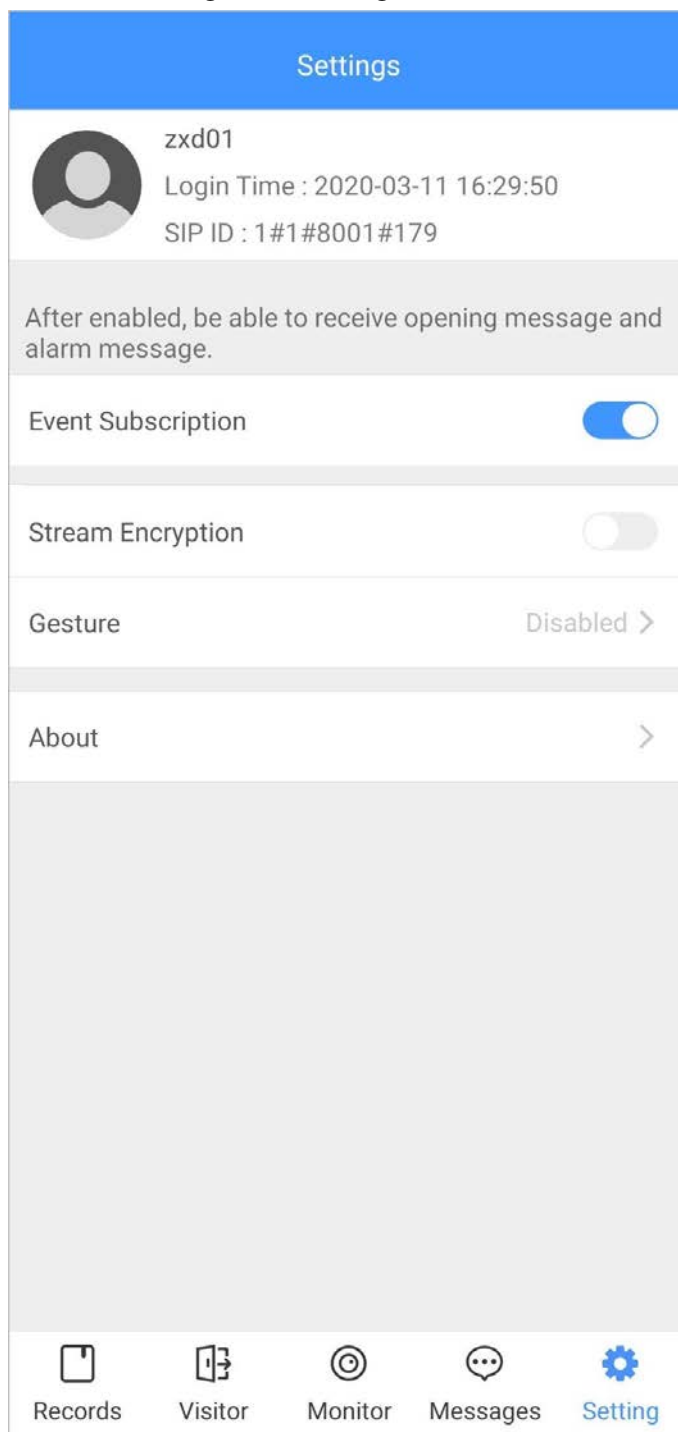 Settings
zxd01
Login Time : 2020-03-11 16:29:50
SIP ID : 1#1#8001#179
After enabled, be able to receive opening message and
alarm message.
Event Subscription
Stream Encryption
Gesture Disabled
About
Records Visitor Monitor Messages Setting